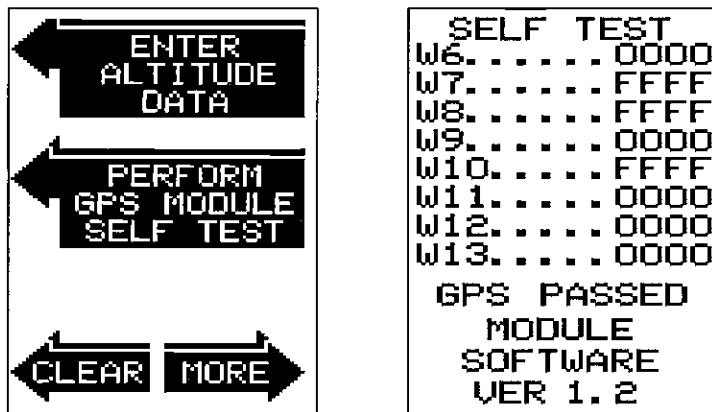 ENTER
ALTITUDE
DATA
PERFORM
GPS MODULE
SELF TEST
CLEAR
MORE
SELF TEST
W6......0000
W7......FFFF
W8......FFFF
W9......0000
W10.....FFFF
W11.....0000
W12.....0000
W13.....0000
GPS PASSED
MODULE
SOFTWARE
VER 1.2